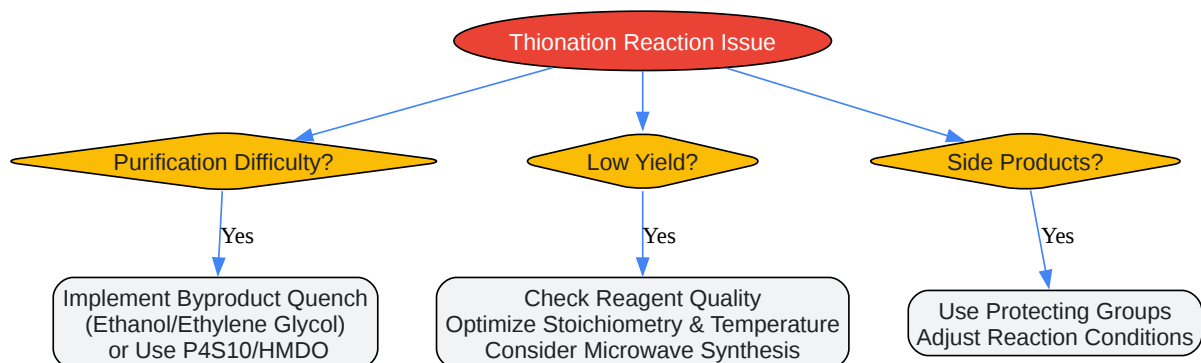 Thionation Reaction Issue
Purification Difficulty?
Low Yield?
Side Products?
Yes
Yes
Yes
Implement Byproduct Quench
(Ethanol/Ethylene Glycol)
or Use P4S10/HMDO
Check Reagent Quality
Optimize Stoichiometry & Temperature
Consider Microwave Synthesis
Use Protecting Groups
Adjust Reaction Conditions